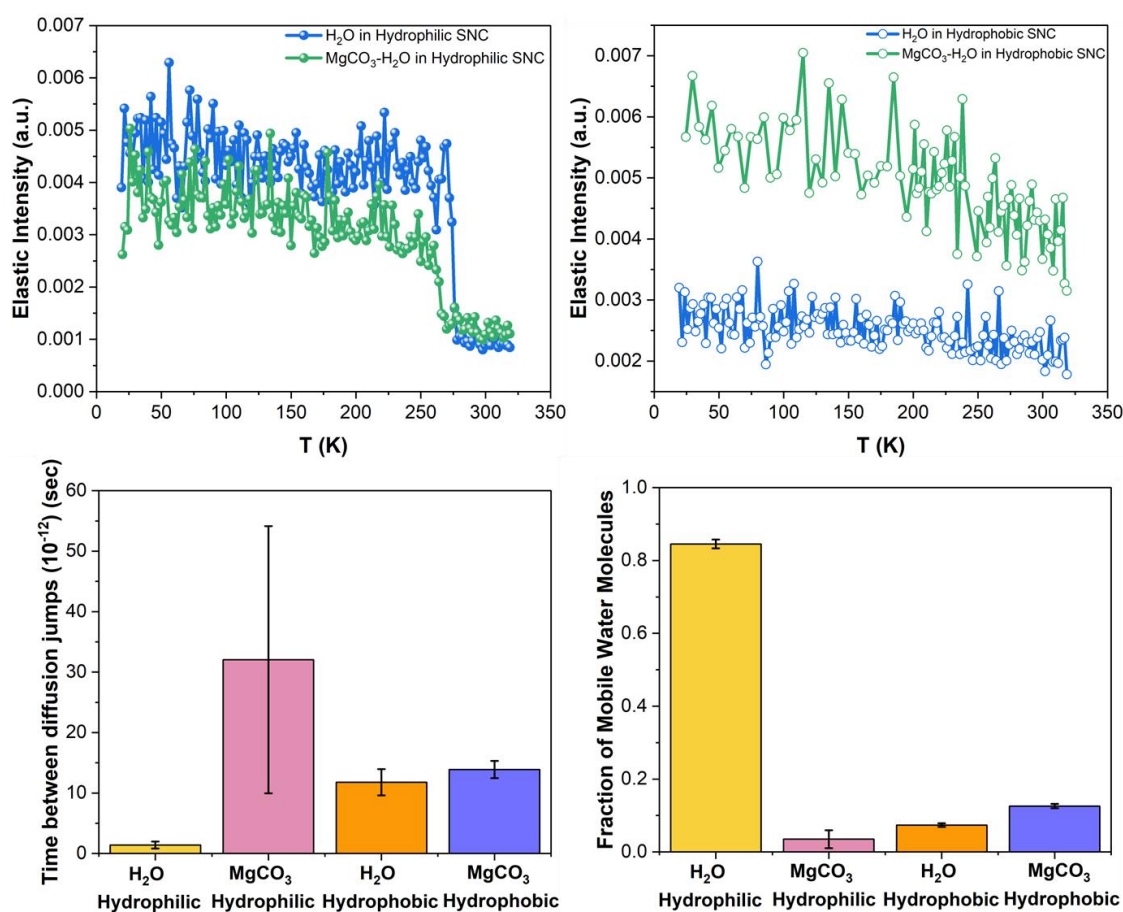 H₂O in Hydrophilic SNC
MgCO₃-H₂O in Hydrophilic SNC
Elastic Intensity (a.u.)
0.007
0.006
0.005
0.004
0.003
0.002
0.001
0.000
0 50 100 150 200 250 300 350
T (K)
H₂O in Hydrophobic SNC
MgCO₃-H₂O in Hydrophobic SNC
Elastic Intensity (a.u.)
0.007
0.006
0.005
0.004
0.003
0.002
0 50 100 150 200 250 300 350
T (K)
Time between diffusion jumps (10⁻¹²) (sec)
60
50
40
30
20
10
0
H₂O MgCO₃ H₂O MgCO₃
Hydrophilic Hydrophilic Hydrophobic Hydrophobic
Fraction of Mobile Water Molecules
1.0
0.8
0.6
0.4
0.2
0.0
H₂O MgCO₃ H₂O MgCO₃
Hydrophilic Hydrophilic Hydrophobic Hydrophobic